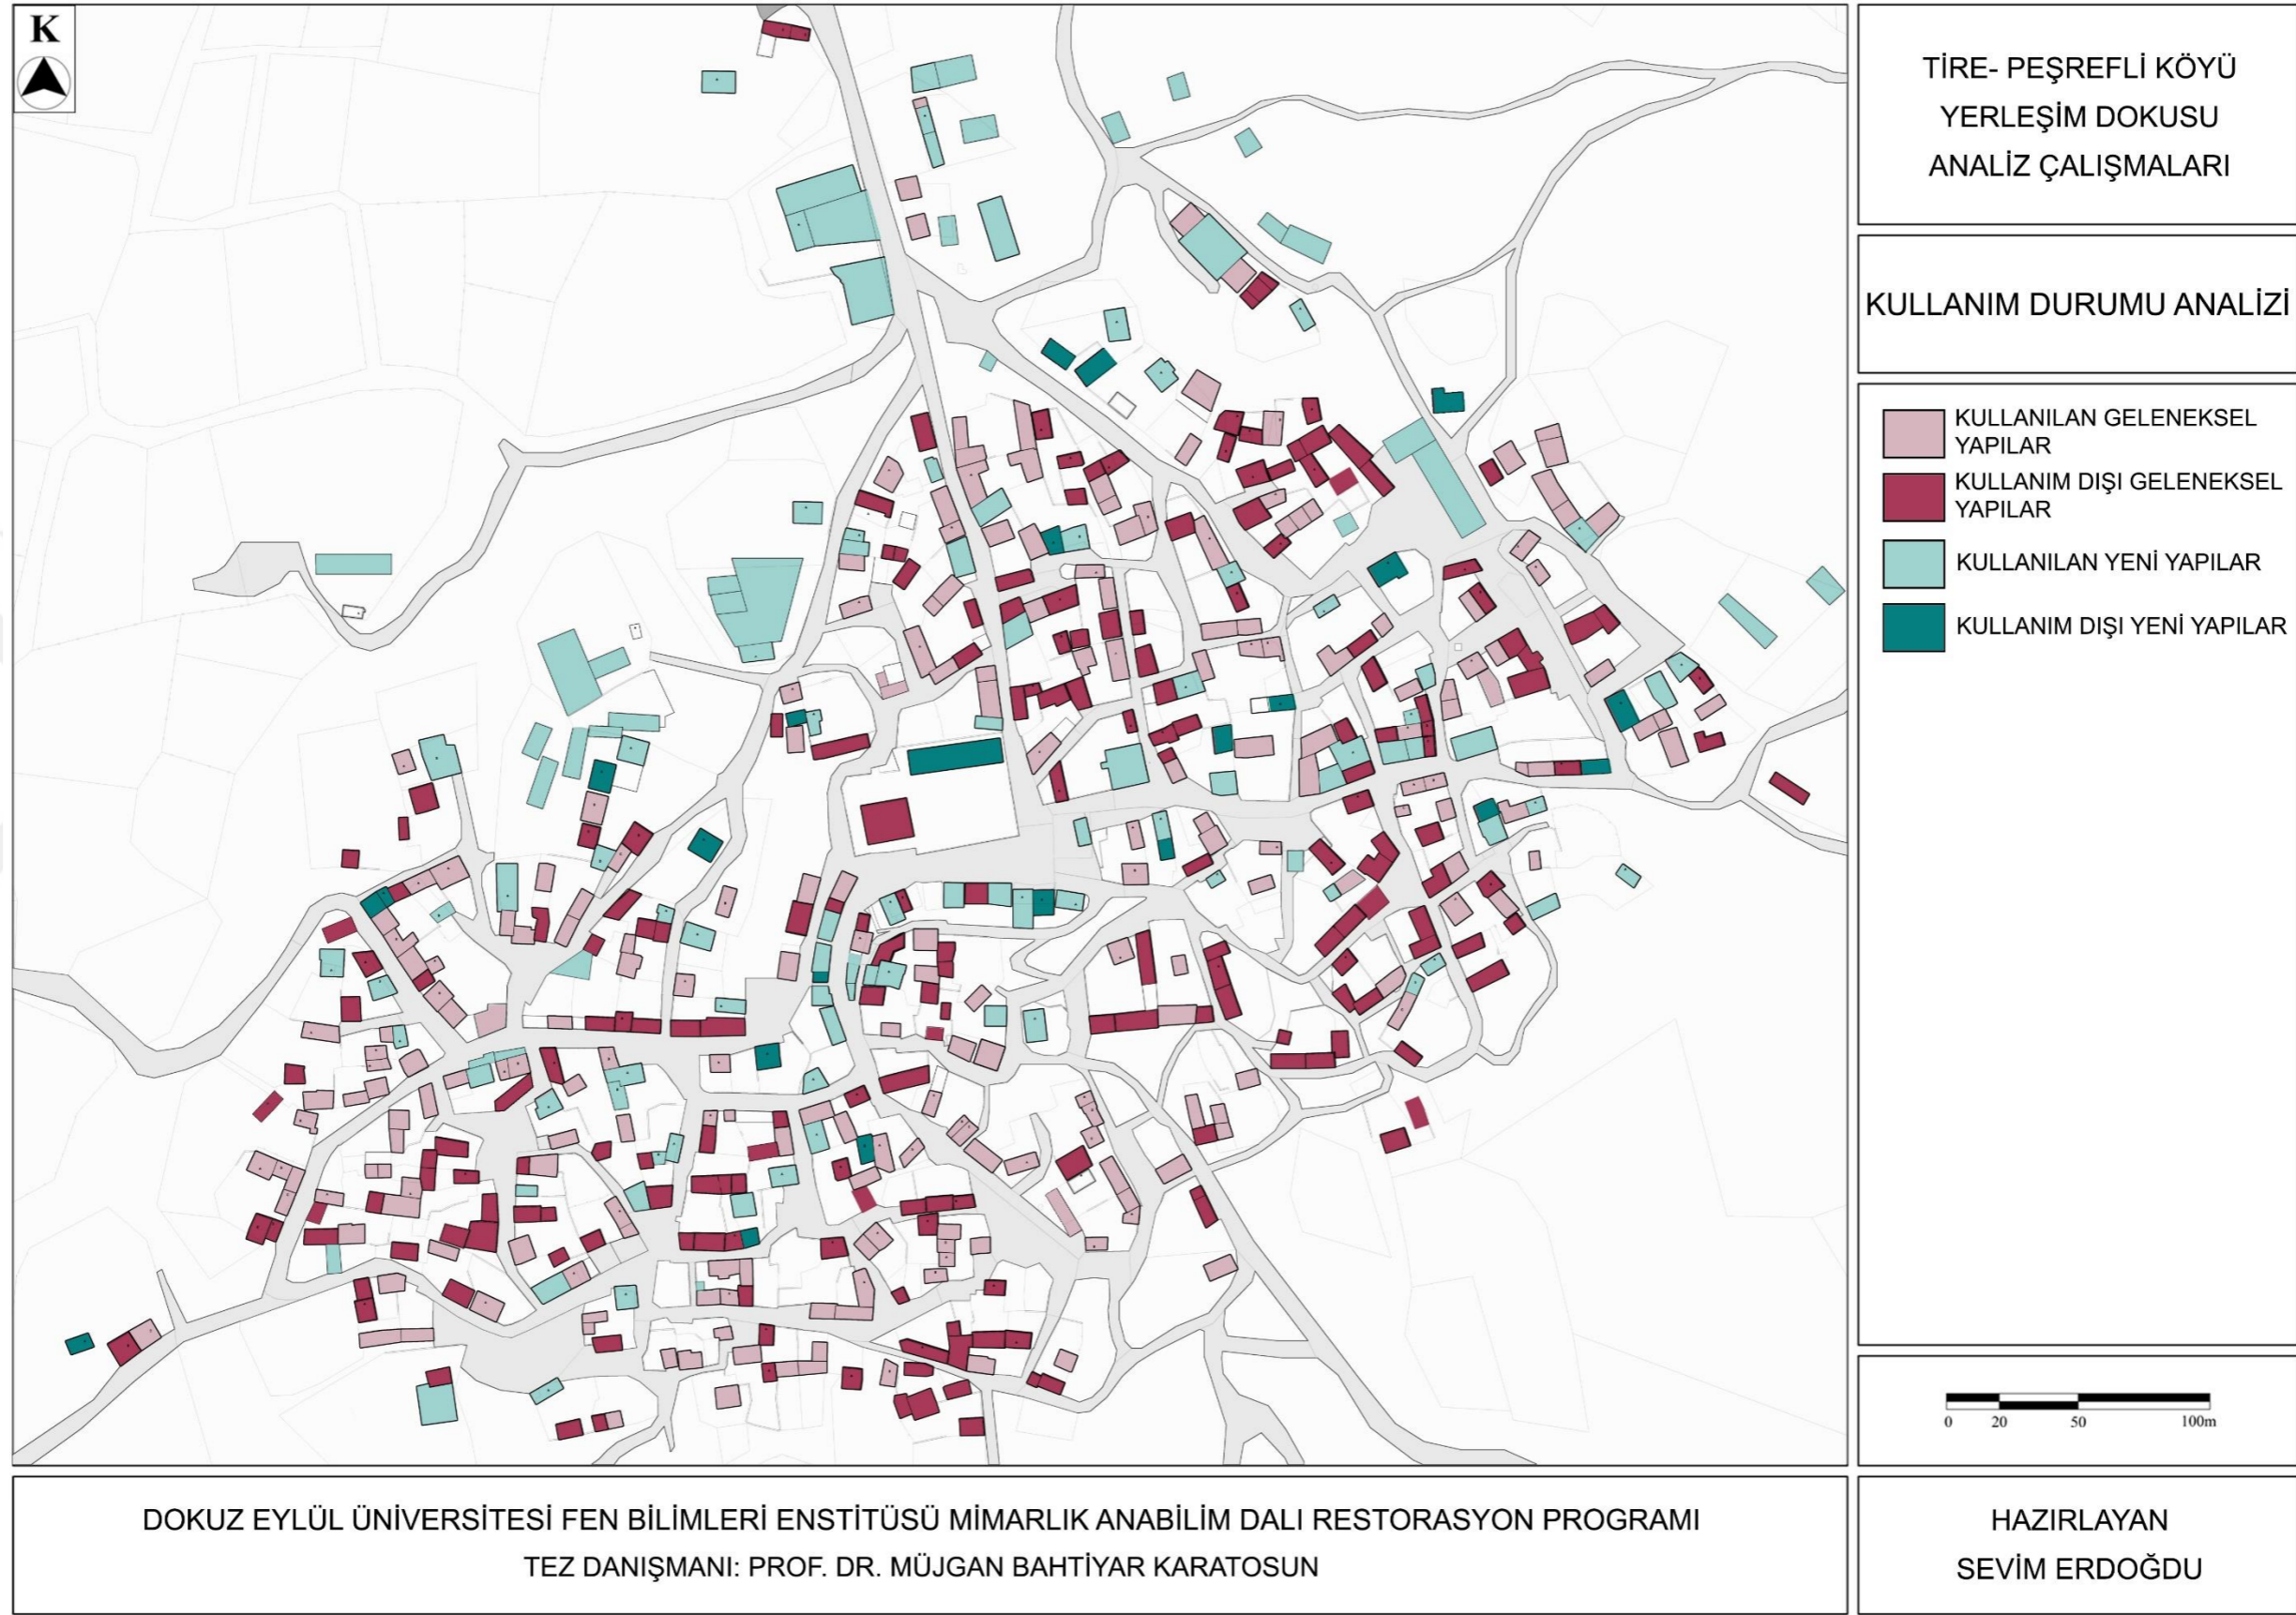 K
TİRE- PEŞREFLİ KÖYÜ
YERLEŞİM DOKUSU
ANALİZ ÇALIŞMALARI
KULLANIM DURUMU ANALİZİ
KULLANILAN GELENEKSEL
YAPILAR
KULLANIM DIŞI GELENEKSEL
YAPILAR
KULLANILAN YENİ YAPILAR
KULLANIM DIŞI YENİ YAPILAR
0 20 50 100m
DOKUZ EYLÜL ÜNİVERSİTESİ FEN BİLİMLERİ ENSTİTÜSÜ MİMARLIK ANABİLİM DALI RESTORASYON PROGRAMI
TEZ DANIŞMANI: PROF. DR. MÜJGAN BAHTİYAR KARATOSUN
HAZIRLAYAN
SEVİM ERDOĞDU